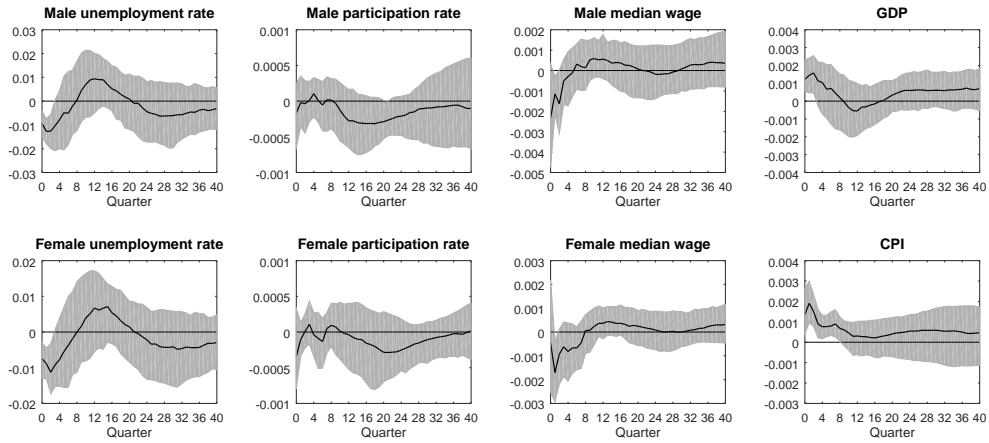 Male unemployment rate
0.03
0.02
0.01
0
-0.01
-0.02
-0.03
0 4 8 12 16 20 24 28 32 36 40
Quarter
Male participation rate
0.001
0.0005
0
-0.0005
-0.001
0 4 8 12 16 20 24 28 32 36 40
Quarter
Male median wage
0.002
0.001
0
-0.001
-0.002
-0.003
-0.004
-0.005
0 4 8 12 16 20 24 28 32 36 40
Quarter
GDP
0.004
0.003
0.002
0.001
0
-0.001
-0.002
-0.003
-0.004
0 4 8 12 16 20 24 28 32 36 40
Quarter
Female unemployment rate
0.02
0.01
0
-0.01
-0.02
0 4 8 12 16 20 24 28 32 36 40
Quarter
Female participation rate
0.001
0.0005
0
-0.0005
-0.001
0 4 8 12 16 20 24 28 32 36 40
Quarter
Female median wage
0.003
0.002
0.001
0
-0.001
-0.002
-0.003
0 4 8 12 16 20 24 28 32 36 40
Quarter
CPI
0.004
0.003
0.002
0.001
0
-0.001
-0.002
-0.003
0 4 8 12 16 20 24 28 32 36 40
Quarter